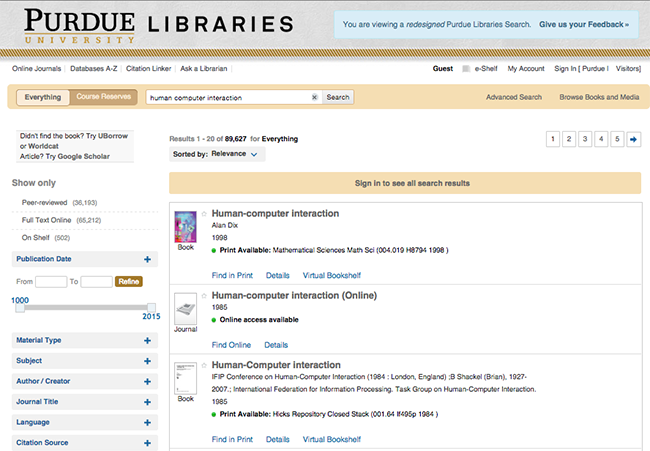 PURDUE LIBRARIES
UNIVERSITY
You are viewing a redesigned Purdue Libraries Search. Give us your Feedback »
Online Journals | Databases A-Z | Citation Linker | Ask a Librarian
Guest e-Shelf My Account Sign In [ Purdue | Visitors]
Everything Course Reserves human computer interaction Search Advanced Search Browse Books and Media
Didn't find the book? Try UBorrow
or Worldcat
Article? Try Google Scholar
Results 1 - 20 of 89,627 for Everything
1 2 3 4 5
Sorted by: Relevance
Show only
Peer-reviewed (36,193)
Full Text Online (65,212)
On Shelf (502)
Publication Date +
From To Refine
1000
2015
Material Type +
Subject +
Author / Creator +
Journal Title +
Language +
Citation Source +
Sign in to see all search results
Human-computer interaction
Alan Dix
1998
Book
Print Available: Mathematical Sciences Math Sci (004.019 H8794 1998 )
Find in Print Details Virtual Bookshelf
Human-computer interaction (Online)
1985
Journal
Online access available
Find Online Details
Human-Computer interaction
IFIP Conference on Human-Computer Interaction (1984 : London, England) ;B Shackel (Brian), 1927-
2007.; International Federation for Information Processing. Task Group on Human-Computer Interaction.
Book
1985
Print Available: Hicks Repository Closed Stack (001.64 If495p 1984 )
Find in Print Details Virtual Bookshelf